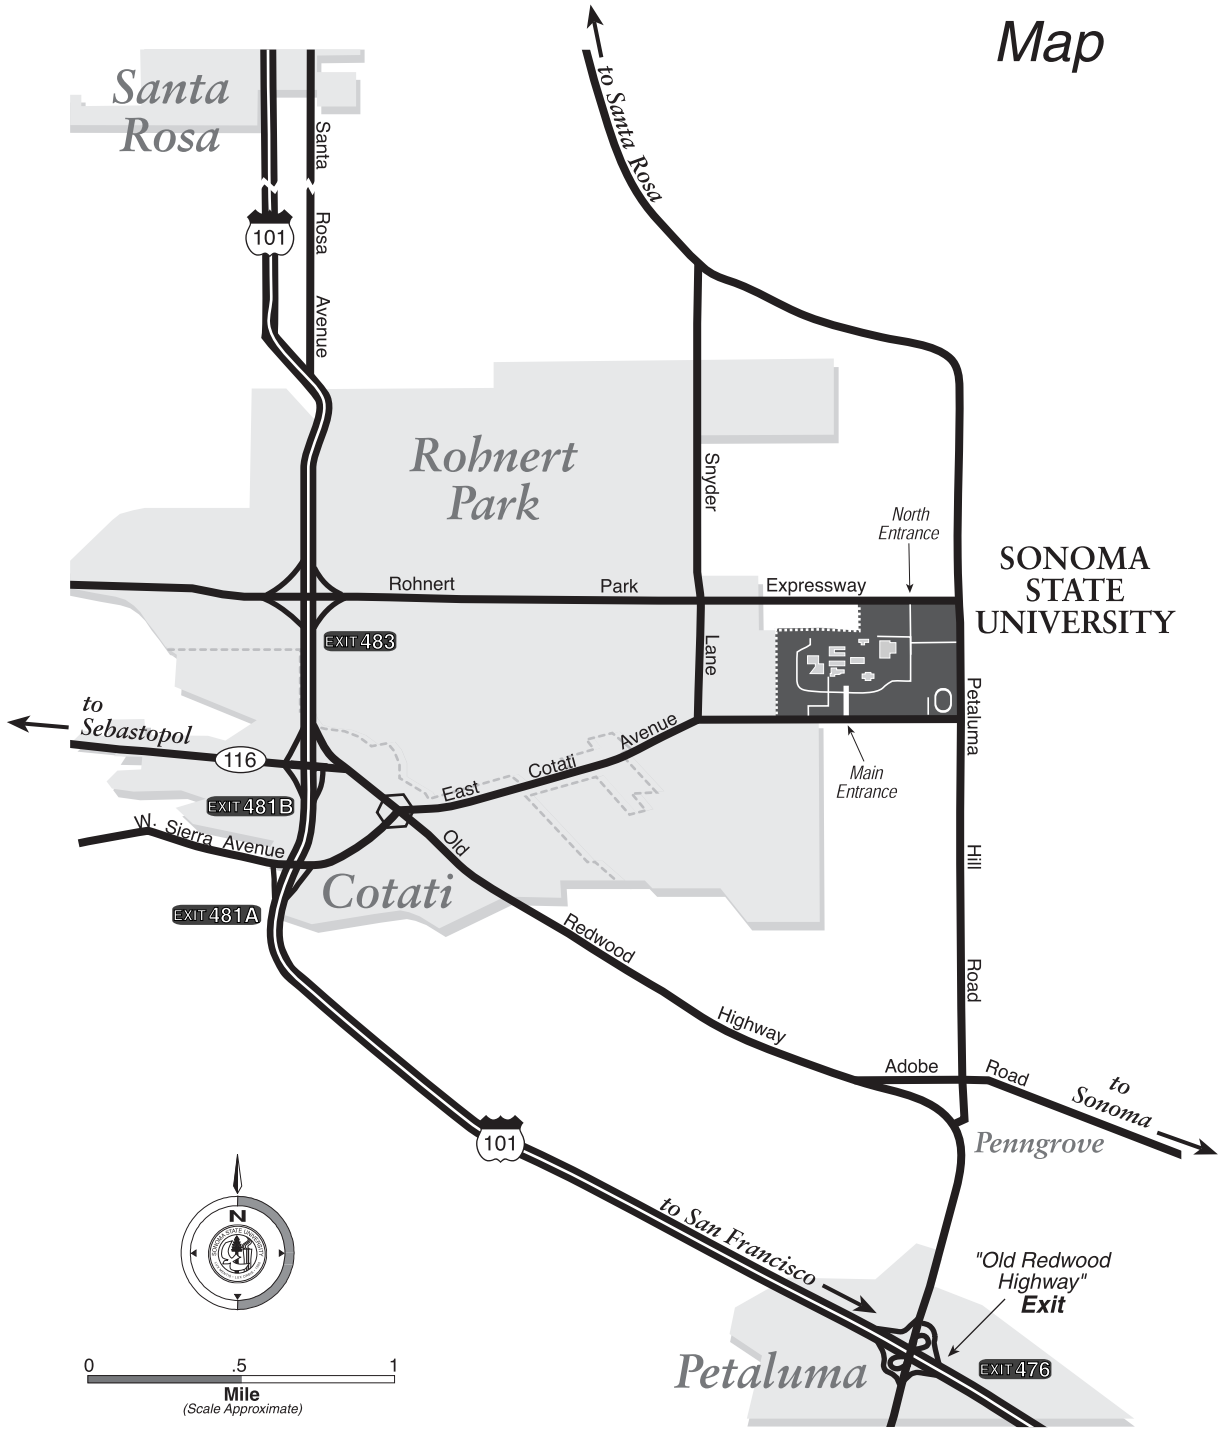 Map
Santa
Rosa
to Santa Rosa
Santa Rosa Avenue
101
Rohnert
Park
Snyder Lane
North
Entrance
SONOMA
STATE
UNIVERSITY
Rohnert Park Expressway
EXIT 483
to
Sebastopol
116
Petaluma Hill Road
East Cotati Avenue
Main
Entrance
EXIT 481B
W. Sierra Avenue
Old Redwood Highway
Cotati
EXIT 481A
Adobe Road
to
Sonoma
Penngrove
101
to San Francisco
N
SONOMA STATE UNIVERSITY
"Old Redwood
Highway"
Exit
EXIT 476
Petaluma
0 .5 1
Mile
(Scale Approximate)